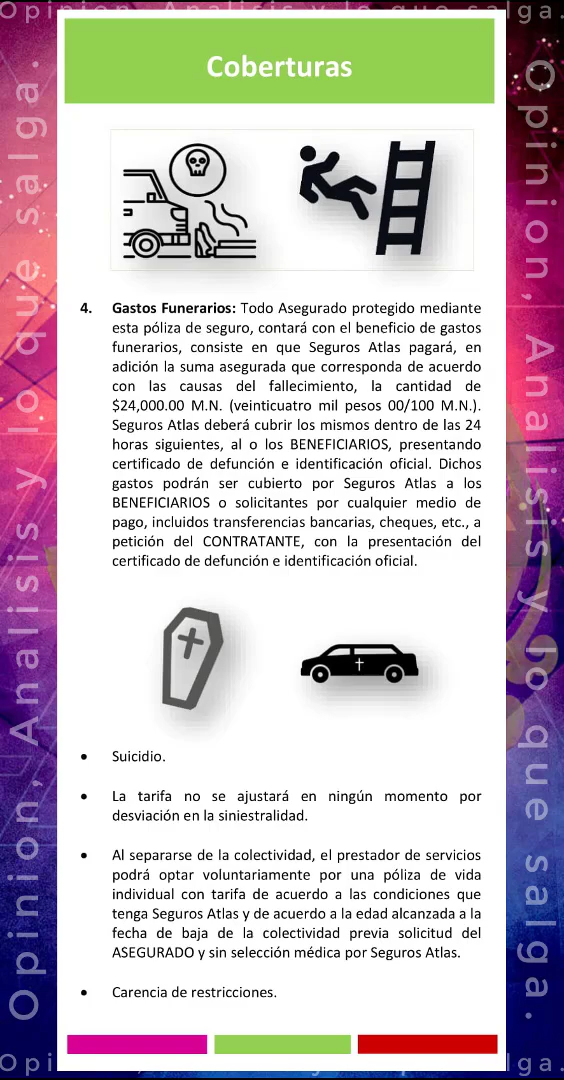 Opinion, Analisis y lo que salga.
Coberturas
4. Gastos Funerarios: Todo Asegurado protegido mediante
esta póliza de seguro, contará con el beneficio de gastos
funerarios, consiste en que Seguros Atlas pagará, en
adición la suma asegurada que corresponda de acuerdo
con las causas del fallecimiento, la cantidad de
$24,000.00 M.N. (veinticuatro mil pesos 00/100 M.N.).
Seguros Atlas deberá cubrir los mismos dentro de las 24
horas siguientes, al o los BENEFICIARIOS, presentando
certificado de defunción e identificación oficial. Dichos
gastos podrán ser cubierto por Seguros Atlas a los
BENEFICIARIOS o solicitantes por cualquier medio de
pago, incluidos transferencias bancarias, cheques, etc., a
petición del CONTRATANTE, con la presentación del
certificado de defunción e identificación oficial.
• Suicidio.
• La tarifa no se ajustará en ningún momento por
desviación en la siniestralidad.
• Al separarse de la colectividad, el prestador de servicios
podrá optar voluntariamente por una póliza de vida
individual con tarifa de acuerdo a las condiciones que
tenga Seguros Atlas y de acuerdo a la edad alcanzada a la
fecha de baja de la colectividad previa solicitud del
ASEGURADO y sin selección médica por Seguros Atlas.
• Carencia de restricciones.
Opinion, Analisis y lo que salga.
Opinion, Analisis y lo que salga.